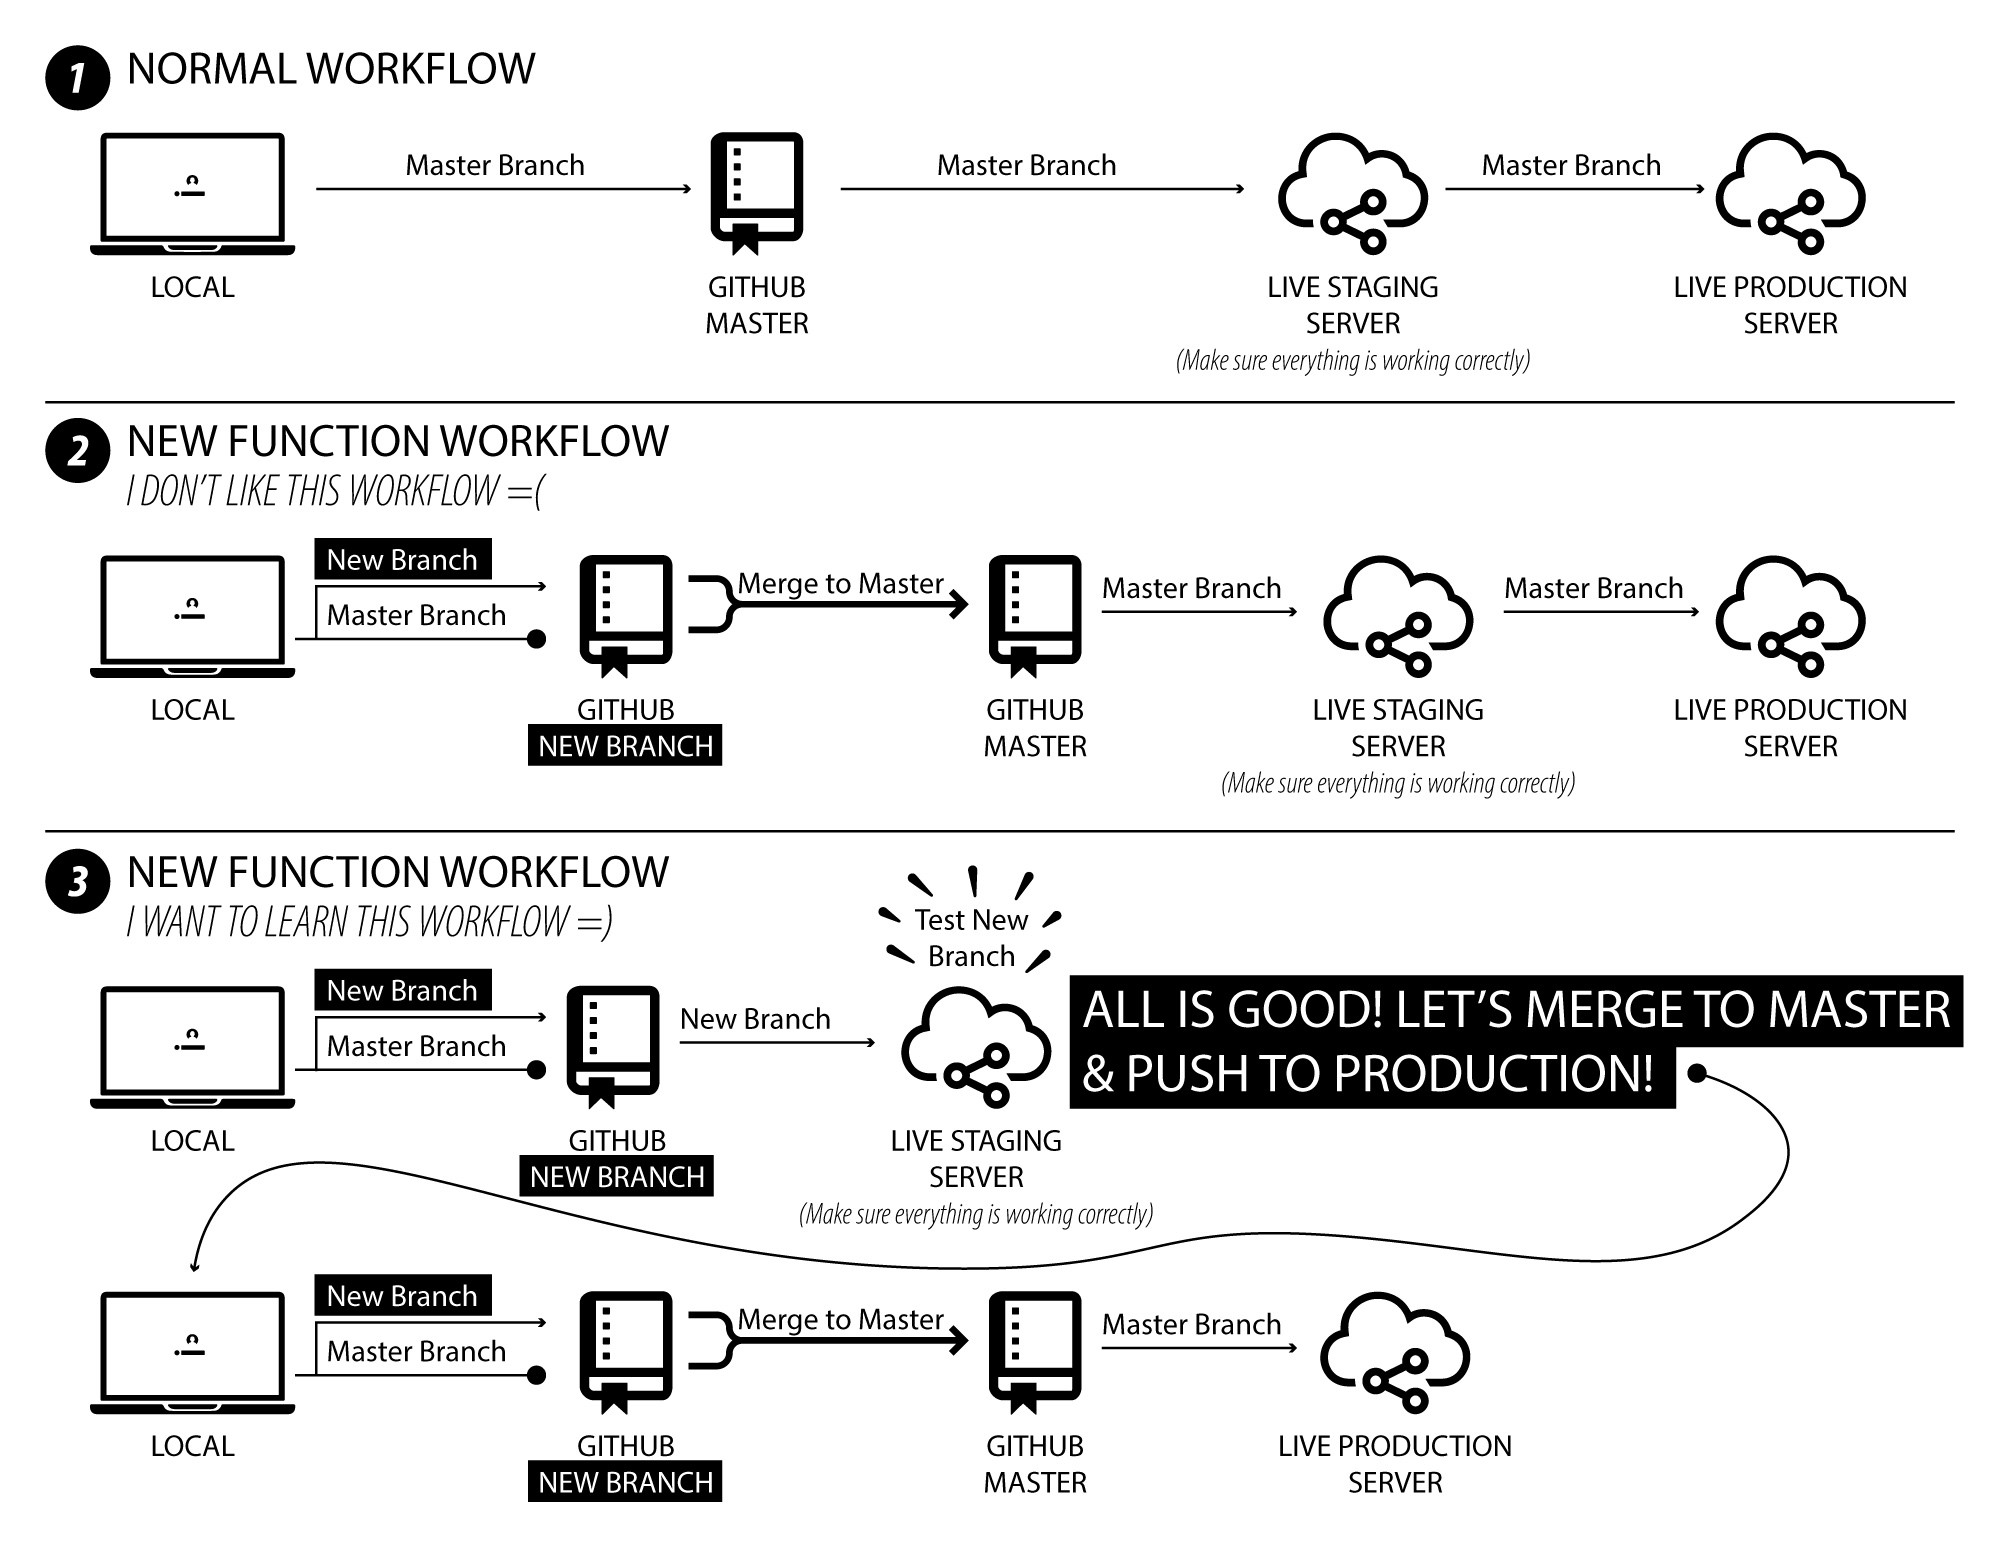 1 NORMAL WORKFLOW
Master Branch
Master Branch
Master Branch
LOCAL
GITHUB
MASTER
LIVE STAGING
SERVER
(Make sure everything is working correctly)
LIVE PRODUCTION
SERVER
2 NEW FUNCTION WORKFLOW
I DON'T LIKE THIS WORKFLOW =(
New Branch
Master Branch
Merge to Master
Master Branch
Master Branch
LOCAL
GITHUB
NEW BRANCH
GITHUB
MASTER
LIVE STAGING
SERVER
(Make sure everything is working correctly)
LIVE PRODUCTION
SERVER
3 NEW FUNCTION WORKFLOW
I WANT TO LEARN THIS WORKFLOW =)
Test New
Branch
New Branch
Master Branch
New Branch
ALL IS GOOD! LET'S MERGE TO MASTER
& PUSH TO PRODUCTION!
LOCAL
GITHUB
NEW BRANCH
LIVE STAGING
SERVER
(Make sure everything is working correctly)
New Branch
Master Branch
Merge to Master
Master Branch
LOCAL
GITHUB
NEW BRANCH
GITHUB
MASTER
LIVE PRODUCTION
SERVER